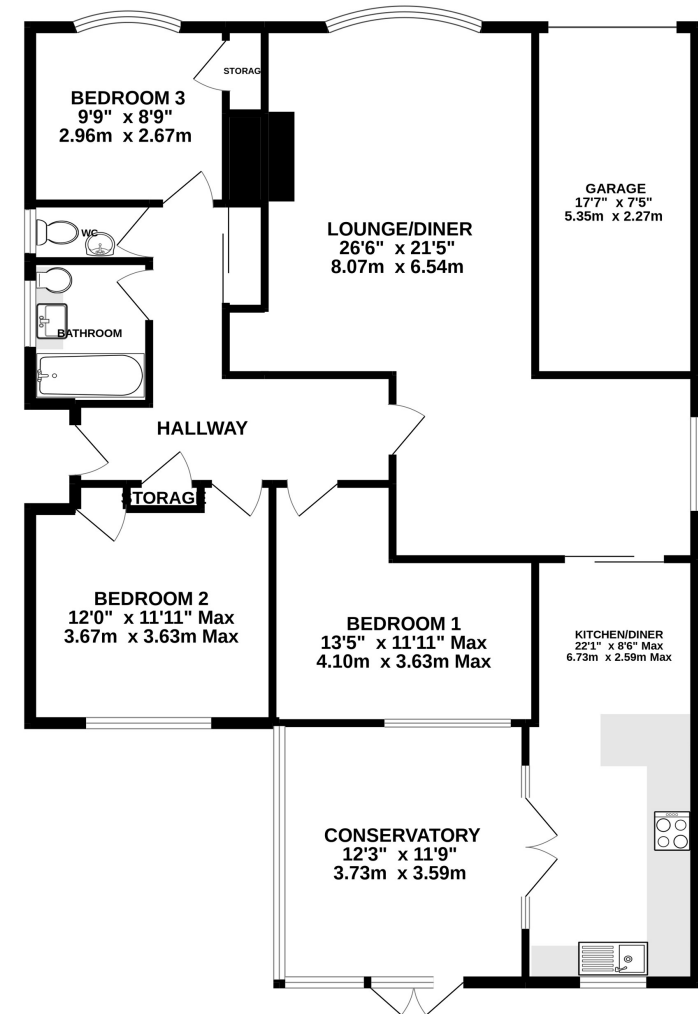 STORAG
BEDROOM 3
9'9" x 8'9"
2.96m x 2.67m
GARAGE
17'7" x 7'5"
5.35m x 2.27m
WC
LOUNGE/DINER
26'6" x 21'5"
8.07m x 6.54m
BATHROOM
HALLWAY
STORAGE
BEDROOM 2
12'0" x 11'11" Max
3.67m x 3.63m Max
BEDROOM 1
13'5" x 11'11" Max
4.10m x 3.63m Max
KITCHEN/DINER
22'1" x 8'6" Max
6.73m x 2.59m Max
CONSERVATORY
12'3" x 11'9"
3.73m x 3.59m